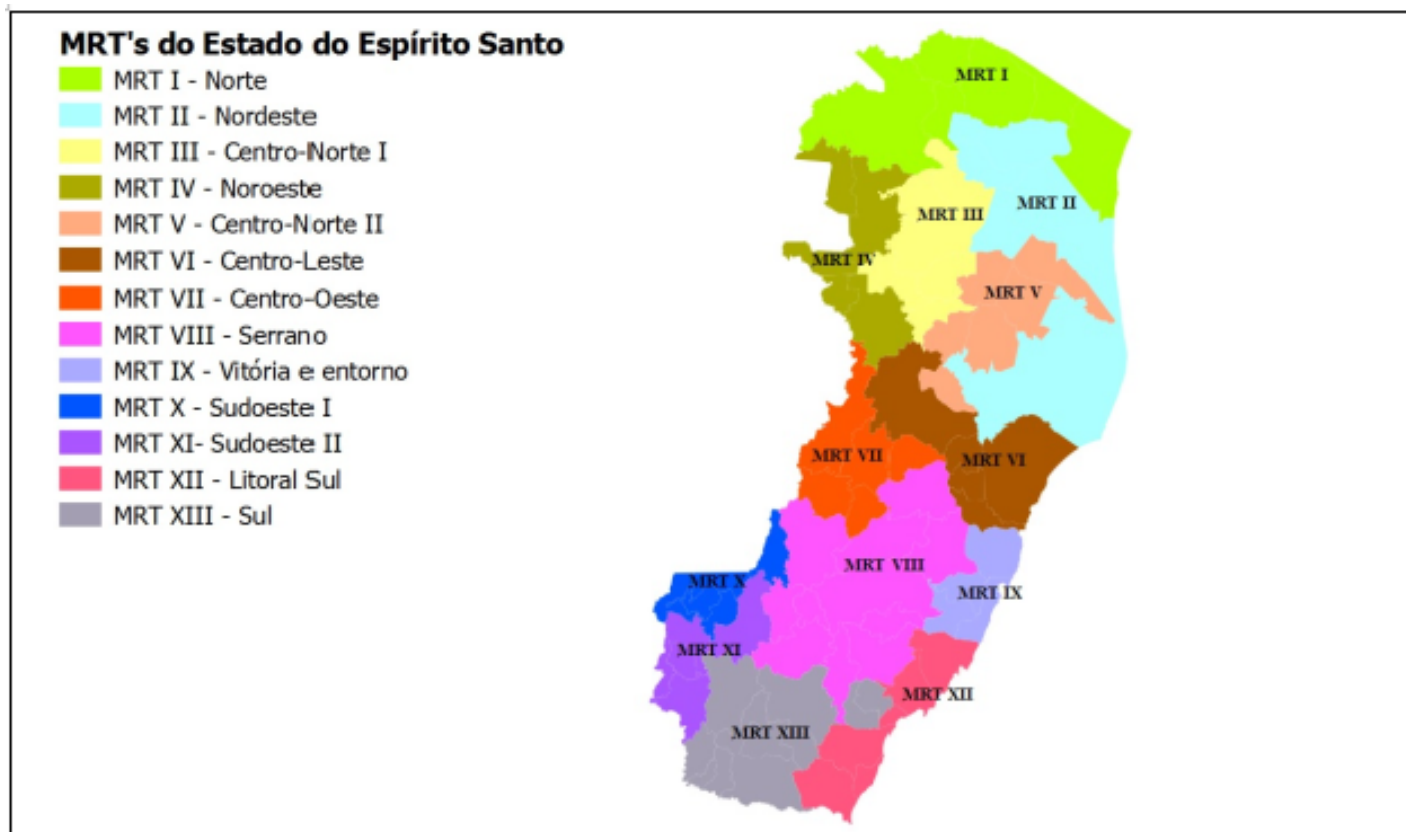 MRT's do Estado do Espírito Santo
MRT I - Norte
MRT II - Nordeste
MRT III - Centro-Norte I
MRT IV - Noroeste
MRT V - Centro-Norte II
MRT VI - Centro-Leste
MRT VII - Centro-Oeste
MRT VIII - Serrano
MRT IX - Vitória e entorno
MRT X - Sudoeste I
MRT XI- Sudoeste II
MRT XII - Litoral Sul
MRT XIII - Sul
MRT I
MRT II
MRT III
MRT IV
MRT V
MRT VII
MRT VI
MRT VIII
MRT X
MRT IX
MRT XI
MRT XII
MRT XIII